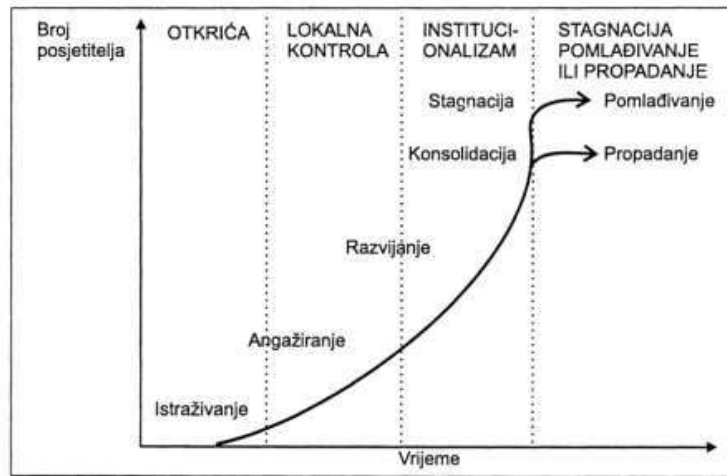 Broj
posjetitelja
OTKRIĆA
LOKALNA
KONTROLA
INSTITUCI-
ONALIZAM
STAGNACIJA
POMLAĐIVANJE
ILI PROPADANJE
Stagnacija
Pomlađivanje
Konsolidacija
Propadanje
Razvijanje
Angažiranje
Istraživanje
Vrijeme